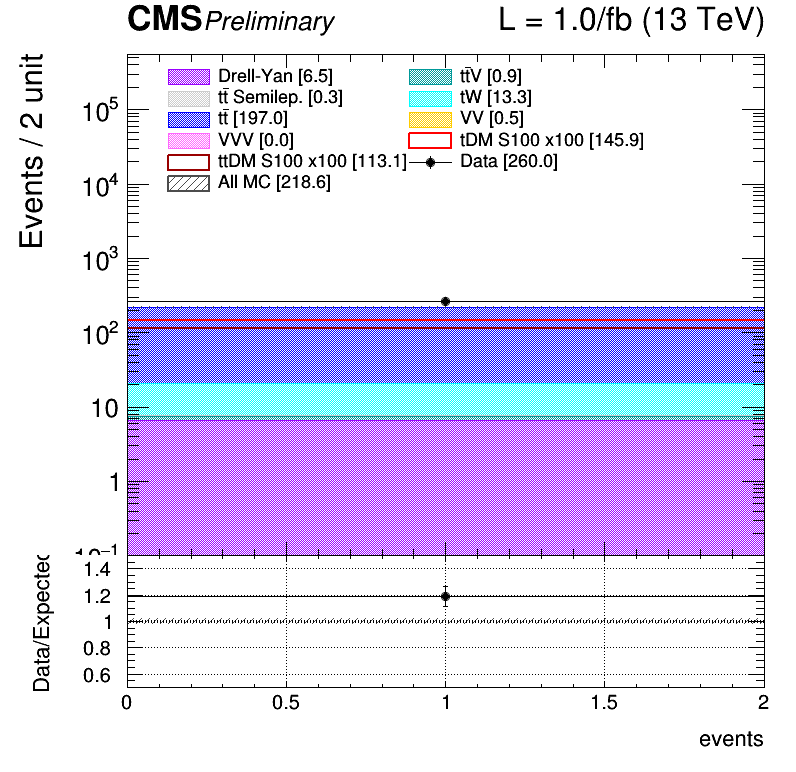 CMS Preliminary L = 1.0/fb (13 TeV)
Events / 2 unit
Drell-Yan [6.5] tt̄V [0.9]
tt̄ Semilep. [0.3] tW [13.3]
tt̄ [197.0] VV [0.5]
VVV [0.0] tDM S100 x100 [145.9]
ttDM S100 x100 [113.1] Data [260.0]
All MC [218.6]
10⁵
10⁴
10³
10²
10
1
10⁻¹
Data/Expected
1.4
1.2
1
0.8
0.6
0 0.5 1 1.5 2
events